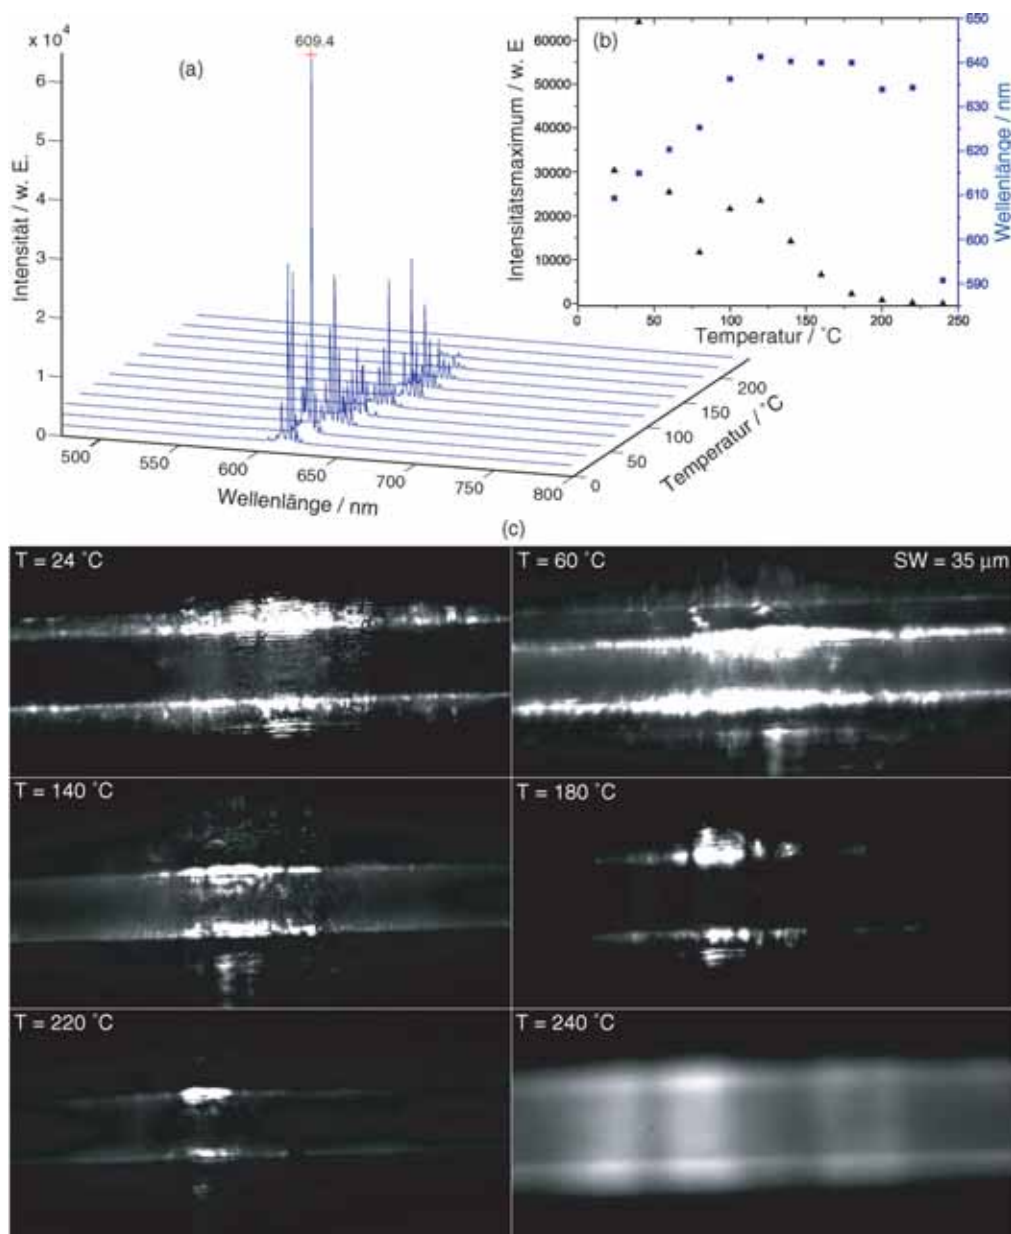 x 10⁴
609.4
(a)
6
5
4
3
2
1
0
Intensität / w. E.
500
550
600
650
700
750
800
Wellenlänge / nm
0
50
100
150
200
Temperatur / ˚C
(b)
60000
50000
40000
30000
20000
10000
0
Intensitätsmaximum / w. E
650
640
630
620
610
600
590
Wellenlänge / nm
0
50
100
150
200
250
Temperatur / ˚C
(c)
T = 24 ˚C
T = 60 ˚C
SW = 35 µm
T = 140 ˚C
T = 180 ˚C
T = 220 ˚C
T = 240 ˚C